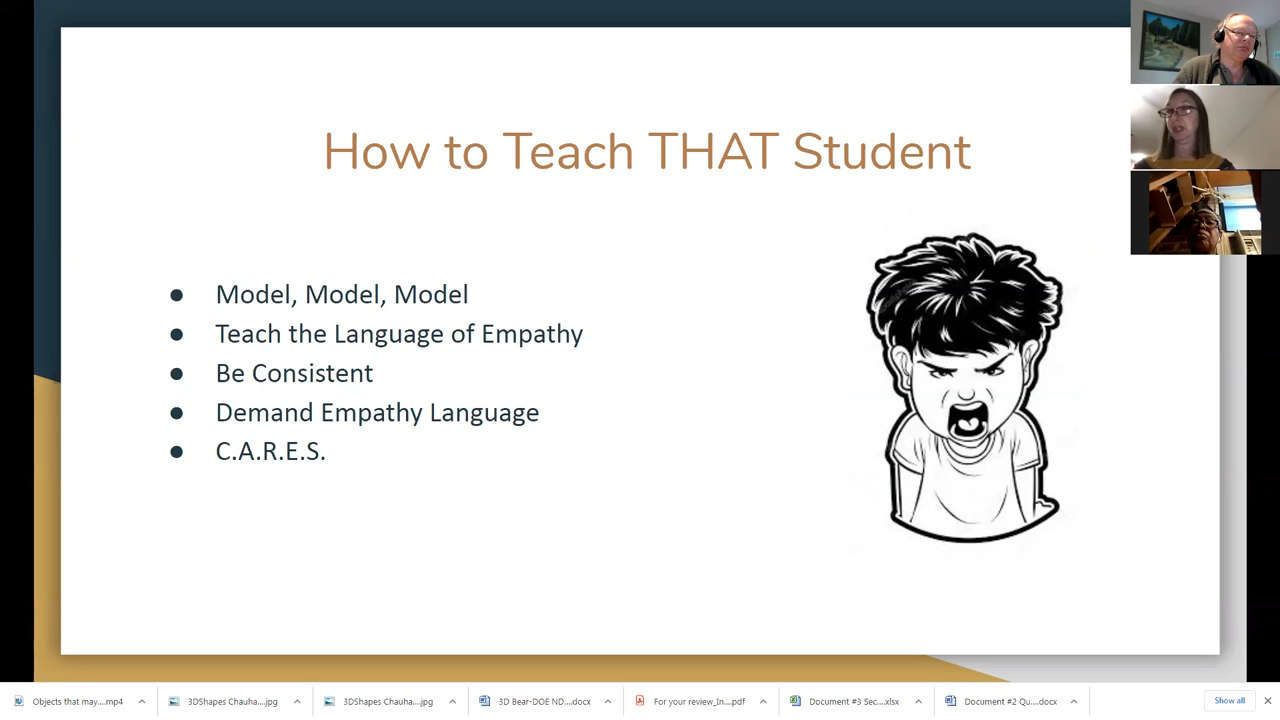 How to Teach THAT Student
● Model, Model, Model
● Teach the Language of Empathy
● Be Consistent
● Demand Empathy Language
● C.A.R.E.S.
Objects that may....mp4
3DShapes Chauha....jpg
3DShapes Chauha....jpg
3D Bear-DOE ND....docx
For your review_In....pdf
Document #3 Sec....xlsx
Document #2 Qu....docx
Show all